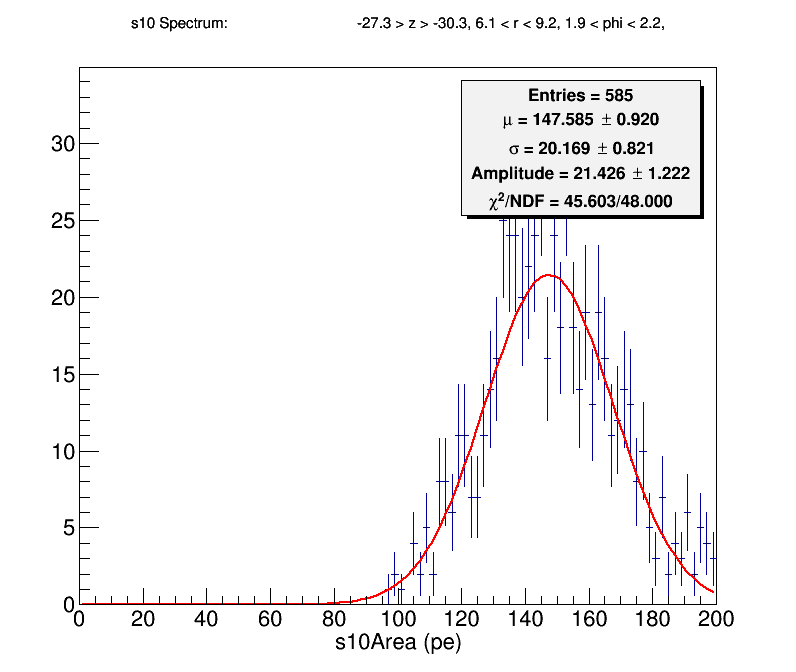 s10 Spectrum: -27.3 > z > -30.3, 6.1 < r < 9.2, 1.9 < phi < 2.2,
Entries = 585
μ = 147.585 ± 0.920
σ = 20.169 ± 0.821
Amplitude = 21.426 ± 1.222
χ²/NDF = 45.603/48.000
30
25
20
15
10
5
0
0 20 40 60 80 100 120 140 160 180 200
s10Area (pe)